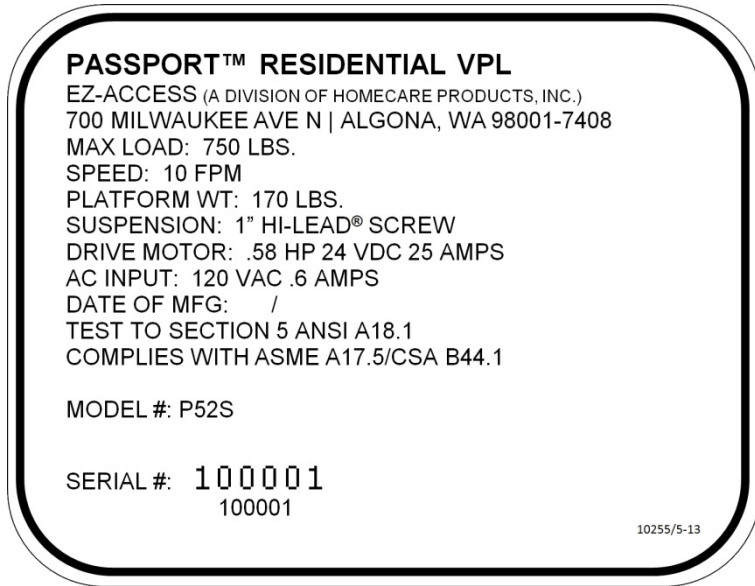 PASSPORT™ RESIDENTIAL VPL
EZ-ACCESS (A DIVISION OF HOMECARE PRODUCTS, INC.)
700 MILWAUKEE AVE N | ALGONA, WA 98001-7408
MAX LOAD: 750 LBS.
SPEED: 10 FPM
PLATFORM WT: 170 LBS.
SUSPENSION: 1” HI-LEAD® SCREW
DRIVE MOTOR: .58 HP 24 VDC 25 AMPS
AC INPUT: 120 VAC .6 AMPS
DATE OF MFG: /
TEST TO SECTION 5 ANSI A18.1
COMPLIES WITH ASME A17.5/CSA B44.1
MODEL #: P52S
SERIAL #: 100001
100001
10255/5-13